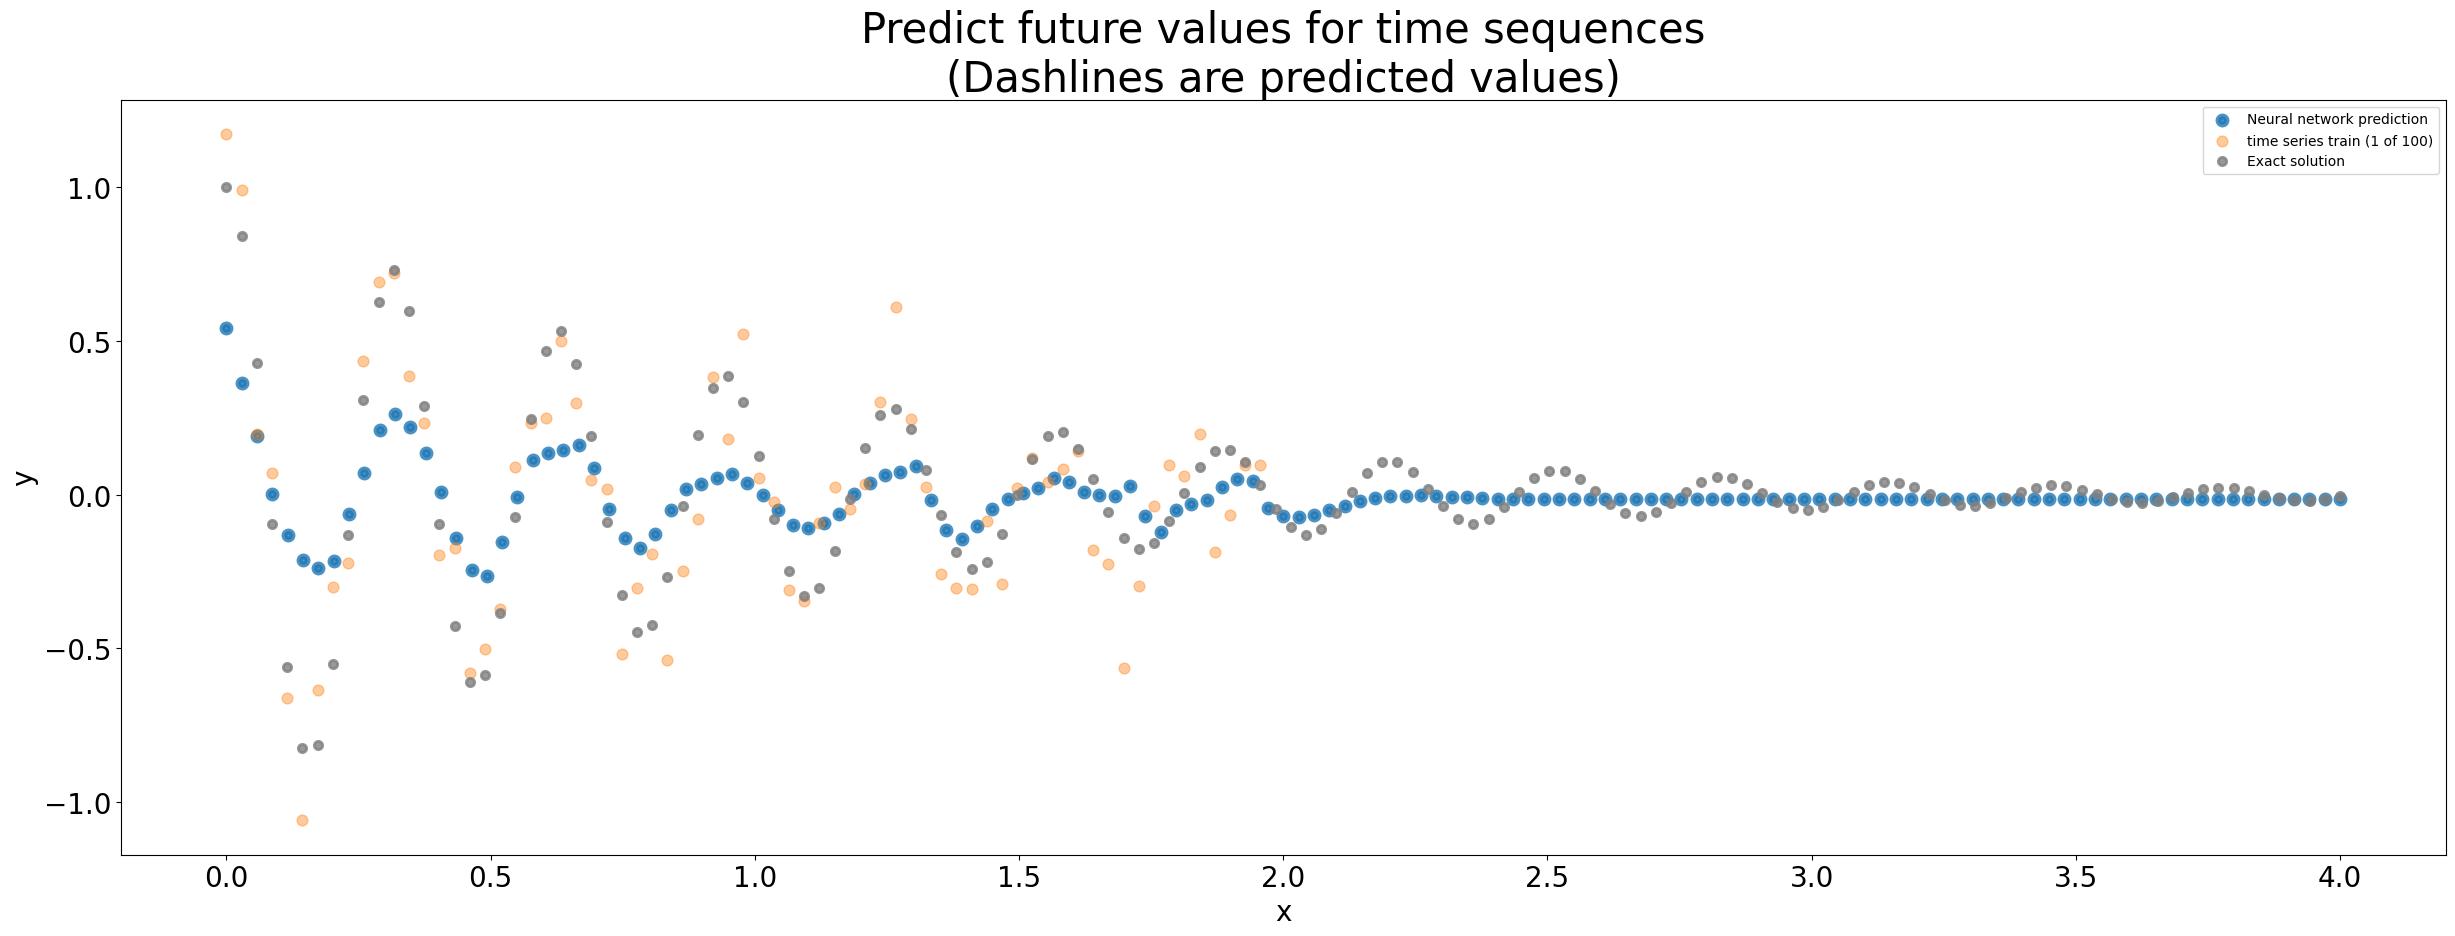 Predict future values for time sequences
(Dashlines are predicted values)
Neural network prediction
time series train (1 of 100)
Exact solution
1.0
0.5
0.0
−0.5
−1.0
y
0.0 0.5 1.0 1.5 2.0 2.5 3.0 3.5 4.0
x